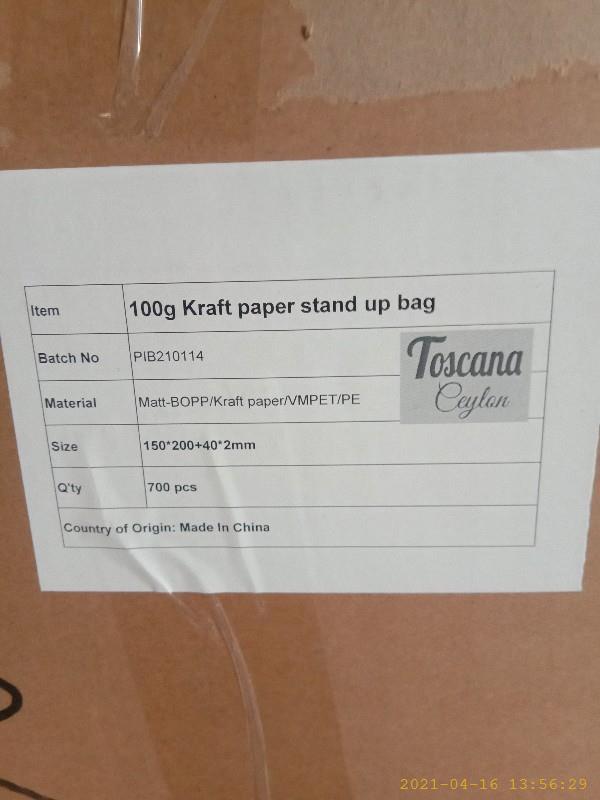 Item 100g Kraft paper stand up bag
Batch No PIB210114
Toscana
Ceylon
Material Matt-BOPP/Kraft paper/VMPET/PE
Size 150*200+40*2mm
Q'ty 700 pcs
Country of Origin: Made In China
2021-04-16 13:56:29